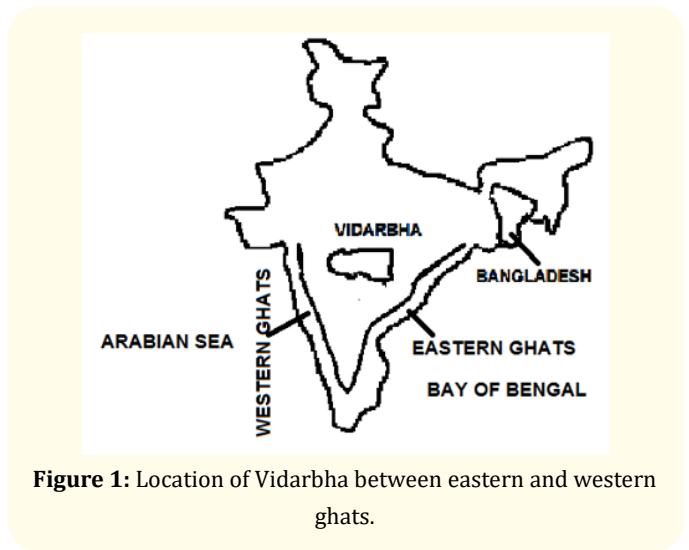 VIDARBHA
BANGLADESH
WESTERN GHATS
ARABIAN SEA
EASTERN GHATS
BAY OF BENGAL
Figure 1: Location of Vidarbha between eastern and western
ghats.